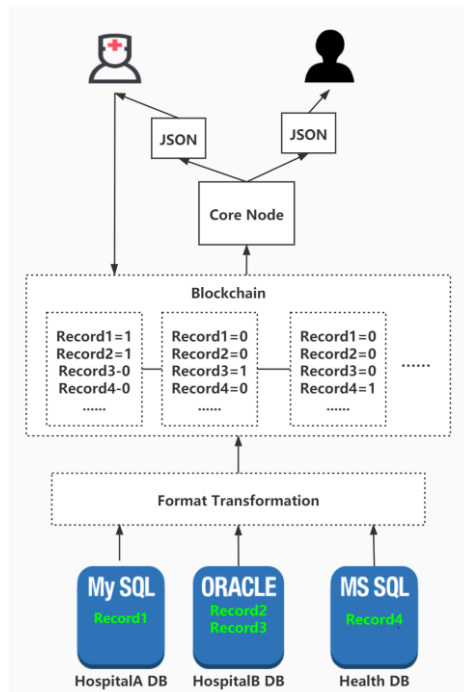 JSON
JSON
Core Node
Blockchain
Record1=1
Record2=1
Record3-0
Record4-0
......
Record1=0
Record2=0
Record3=1
Record4=0
......
Record1=0
Record2=0
Record3=0
Record4=1
......
......
Format Transformation
My SQL
Record1
HospitalA DB
ORACLE
Record2
Record3
HospitalB DB
MS SQL
Record4
Health DB